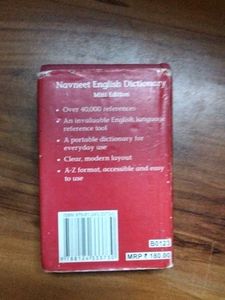 Navneet English Dictionary
Mini Edition
• Over 40,000 references
• An invaluable English language
reference tool
• A portable dictionary for
everyday use
• Clear, modern layout
• A-Z format, accessible and easy
to use
B0123
MRP ₹ 180.00